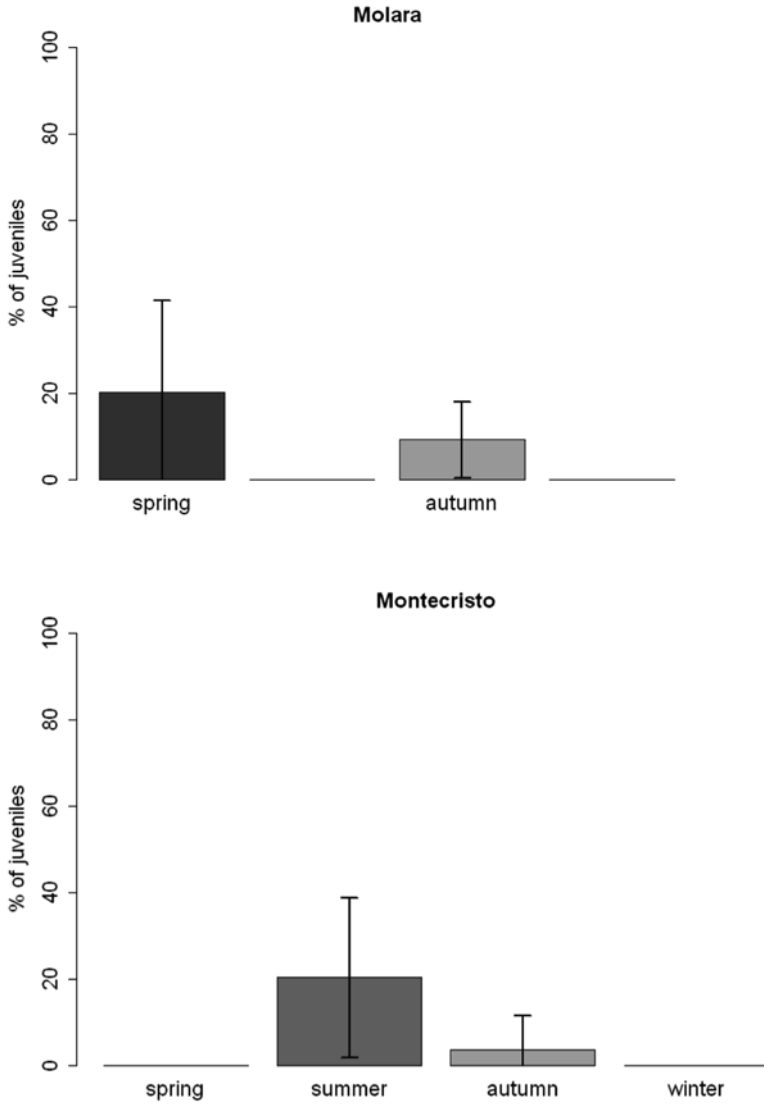 Molara
% of juveniles
100
80
60
40
20
0
spring autumn
Montecristo
% of juveniles
100
80
60
40
20
0
spring summer autumn winter